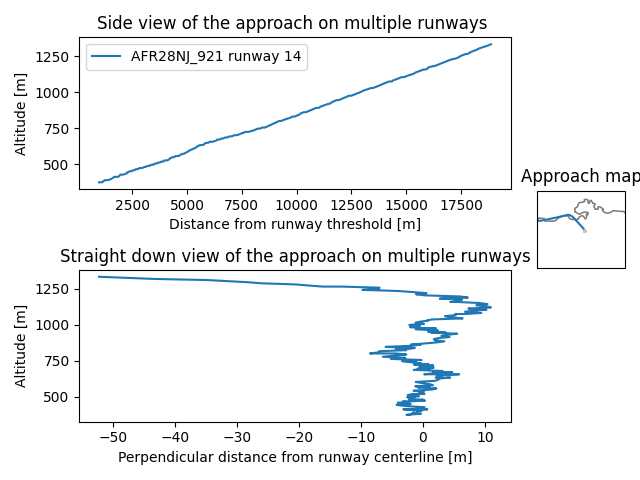 Side view of the approach on multiple runways
AFR28NJ_921 runway 14
Altitude [m]
1250
1000
750
500
2500
5000
7500
10000
12500
15000
17500
Distance from runway threshold [m]
Approach map
Straight down view of the approach on multiple runways
Altitude [m]
1250
1000
750
500
−50
−40
−30
−20
−10
0
10
Perpendicular distance from runway centerline [m]